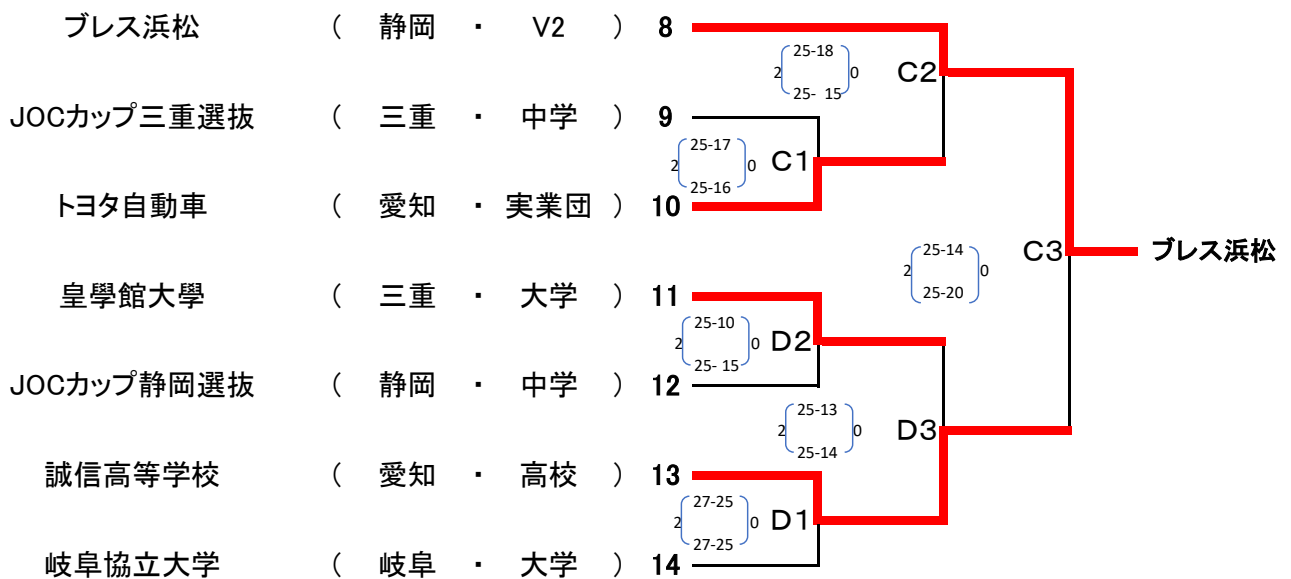 ブレス浜松 ( 静岡 ・ V2 ) 8
25-18
2 0 C2
25- 15
JOCカップ三重選抜 ( 三重 ・ 中学 ) 9
25-17
2 0 C1
25-16
トヨタ自動車 ( 愛知 ・ 実業団 ) 10
25-14
2 0 C3 ブレス浜松
25-20
皇學館大學 ( 三重 ・ 大学 ) 11
25-10
2 0 D2
25- 15
JOCカップ静岡選抜 ( 静岡 ・ 中学 ) 12
25-13
2 0 D3
25-14
誠信高等学校 ( 愛知 ・ 高校 ) 13
27-25
2 0 D1
27-25
岐阜協立大学 ( 岐阜 ・ 大学 ) 14